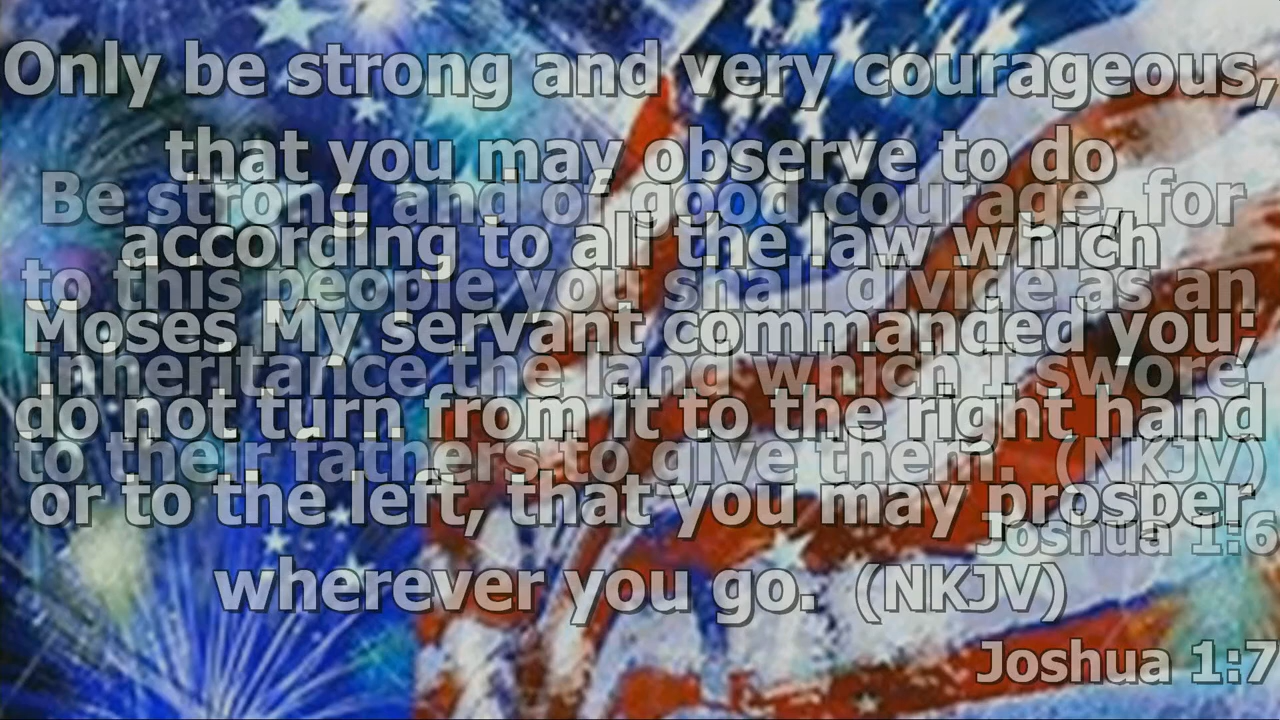 Only be strong and very courageous,
that you may observe to do
according to all the law which
Moses My servant commanded you;
do not turn from it to the right hand
or to the left, that you may prosper
wherever you go. (NKJV)
Joshua 1:7
Be strong and of good courage, for
to this people you shall divide as an
inheritance the land which I swore
to their fathers to give them. (NKJV)
Joshua 1:6